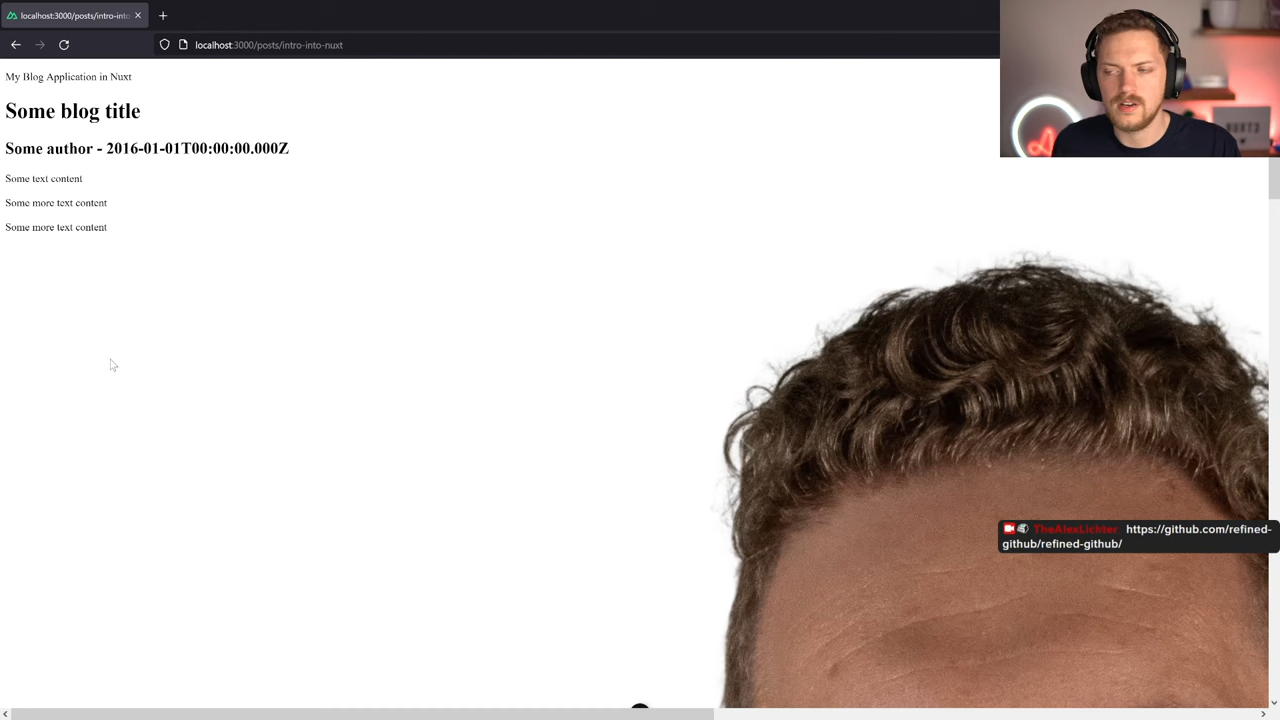 localhost:3000/posts/intro-into
localhost:3000/posts/intro-into-nuxt
My Blog Application in Nuxt
Some blog title
Some author - 2016-01-01T00:00:00.000Z
Some text content
Some more text content
Some more text content
NUXT3
TheAlexLichter https://github.com/refined-
github/refined-github/